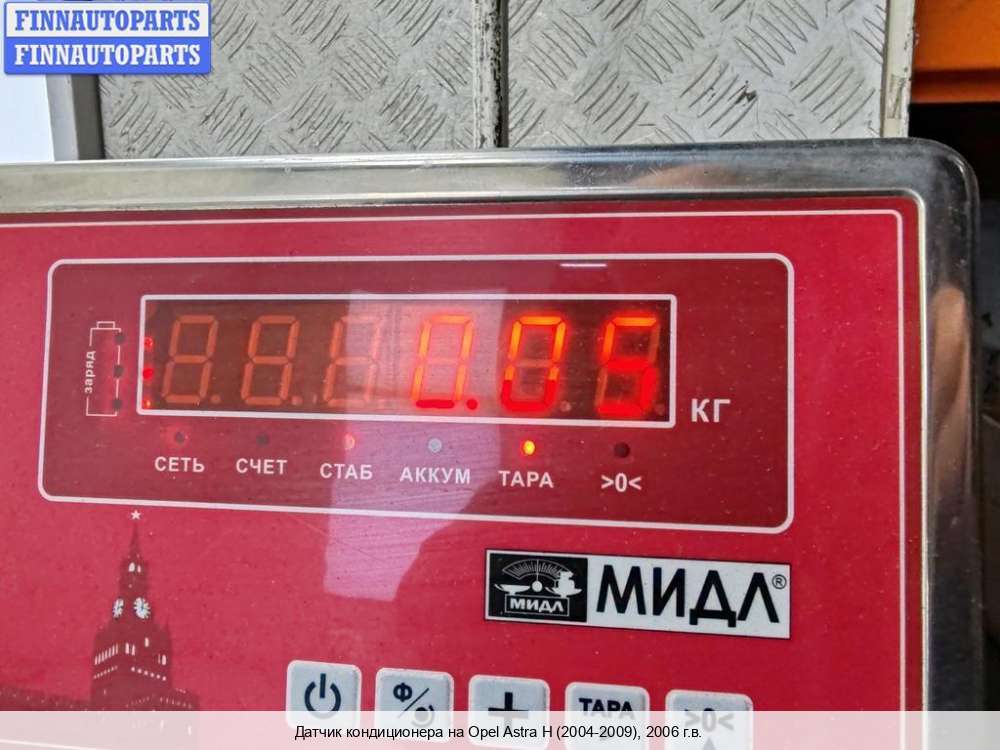 FINNAUTOPARTS
FINNAUTOPARTS
заряд
0.05
КГ
СЕТЬ СЧЕТ СТАБ АККУМ ТАРА >0<
МИДЛ МИДЛ®
Ф/
+
ТАРА
>0<
Датчик кондиционера на Opel Astra H (2004-2009), 2006 г.в.